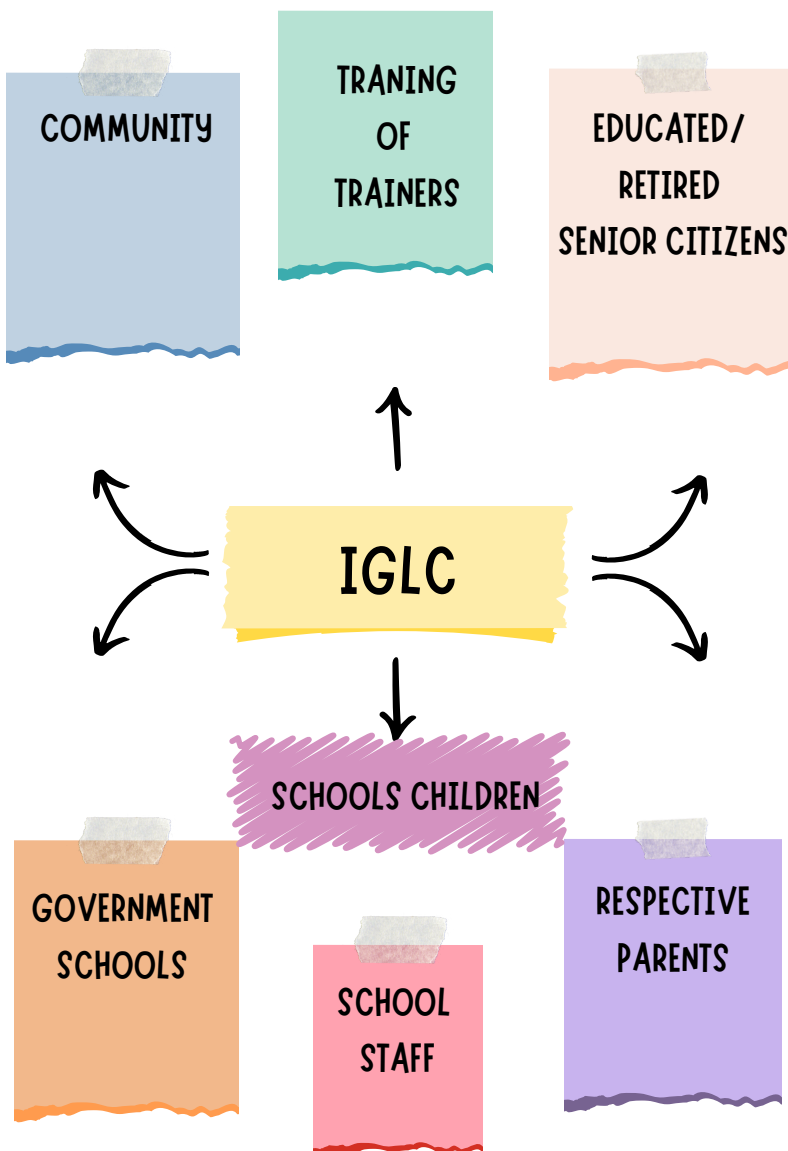 COMMUNITY
TRANING
OF
TRAINERS
EDUCATED/
RETIRED
SENIOR CITIZENS
IGLC
SCHOOLS CHILDREN
GOVERNMENT
SCHOOLS
SCHOOL
STAFF
RESPECTIVE
PARENTS